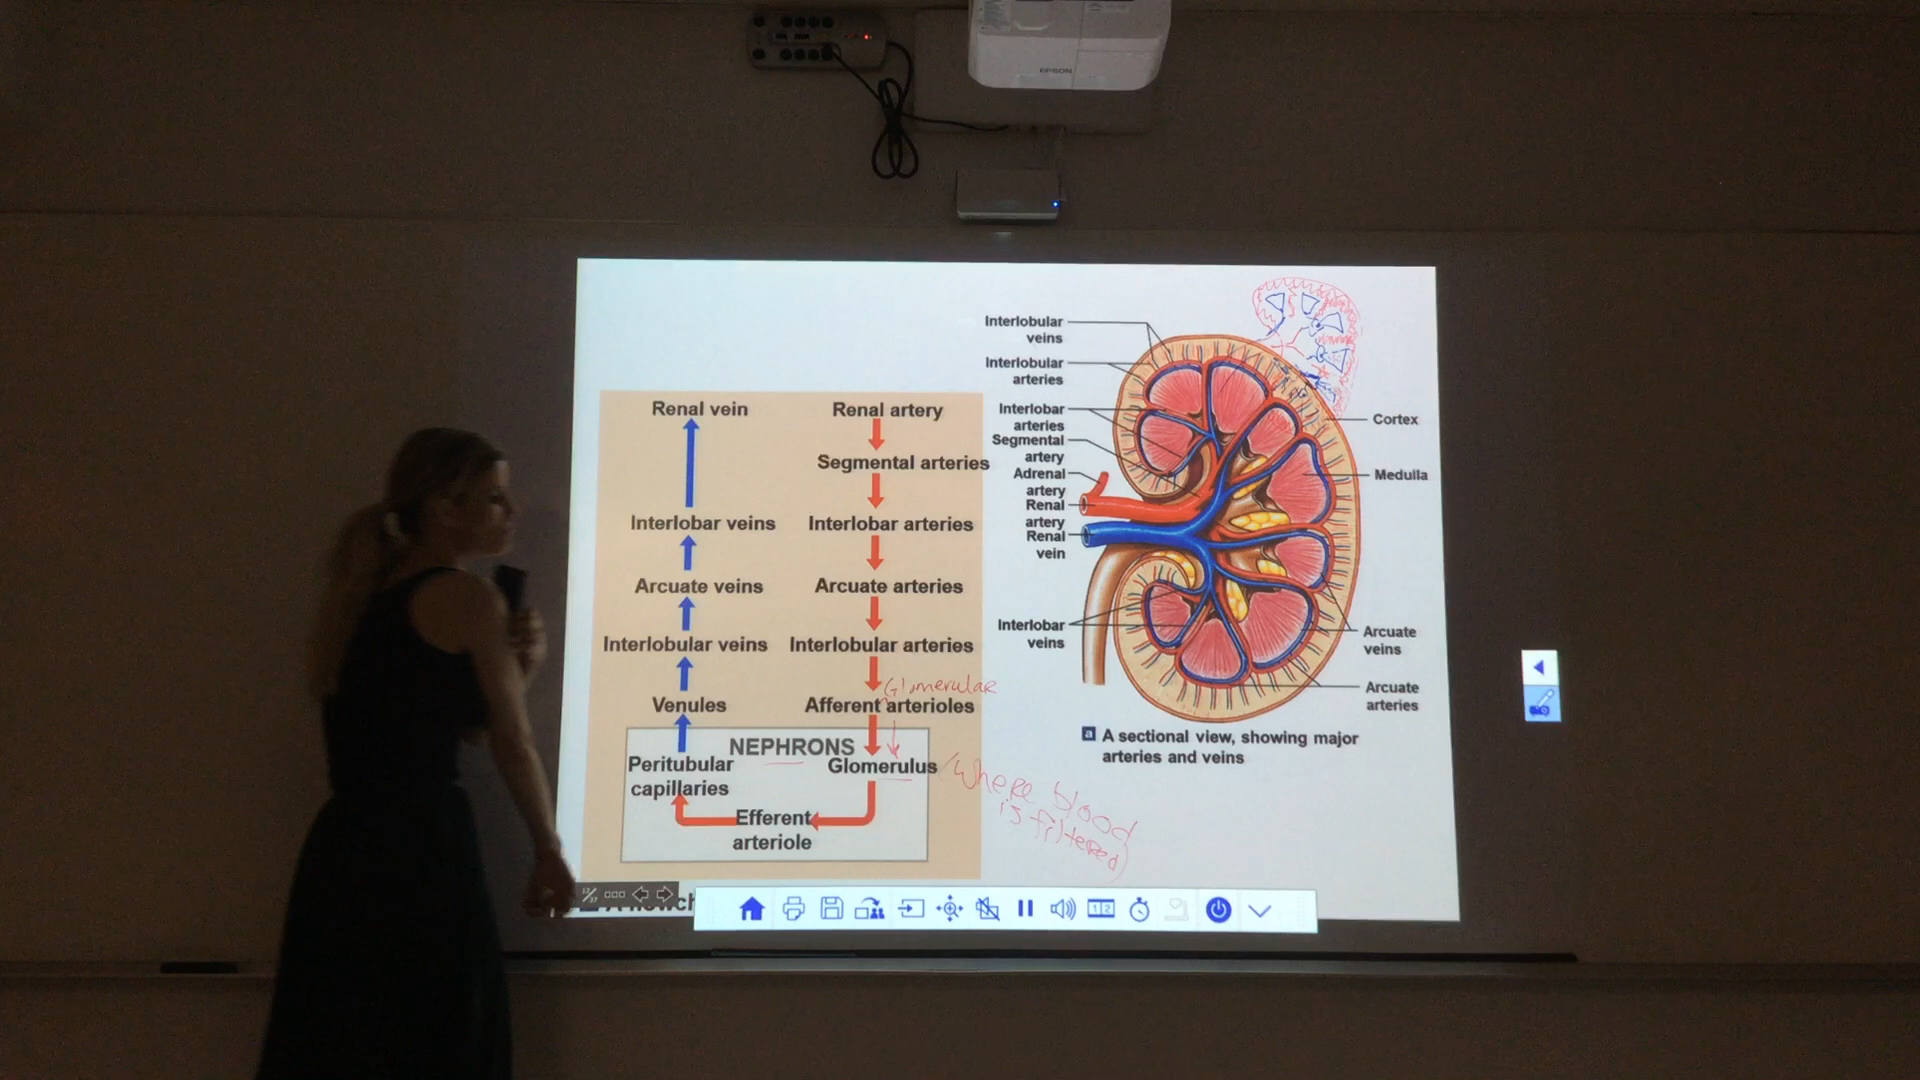 EPSON
Renal vein
Renal artery
Segmental arteries
Interlobar veins
Interlobar arteries
Arcuate veins
Arcuate arteries
Interlobular veins
Interlobular arteries
Glomerular
Venules
Afferent arterioles
NEPHRONS
Peritubular
capillaries
Glomerulus
Efferent
arteriole
(where blood
is filtered)
Interlobular
veins
Interlobular
arteries
Interlobar
arteries
Segmental
artery
Adrenal
artery
Renal
artery
Renal
vein
Interlobar
veins
Cortex
Medulla
Arcuate
veins
Arcuate
arteries
a A sectional view, showing major
arteries and veins
1 2